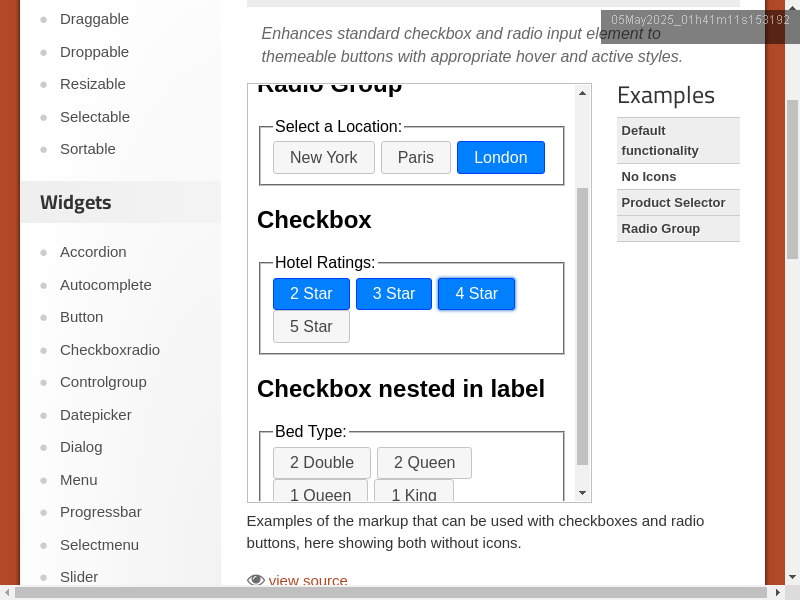 Draggable
Droppable
Resizable
Selectable
Sortable
Widgets
Accordion
Autocomplete
Button
Checkboxradio
Controlgroup
Datepicker
Dialog
Menu
Progressbar
Selectmenu
Slider
05May2025_01h41m11s153192
Enhances standard checkbox and radio input element to
themeable buttons with appropriate hover and active styles.
Radio Group
Select a Location:
New York Paris London
Checkbox
Hotel Ratings:
2 Star 3 Star 4 Star
5 Star
Checkbox nested in label
Bed Type:
2 Double 2 Queen
1 Queen 1 King
Examples of the markup that can be used with checkboxes and radio
buttons, here showing both without icons.
view source
Examples
Default
functionality
No Icons
Product Selector
Radio Group